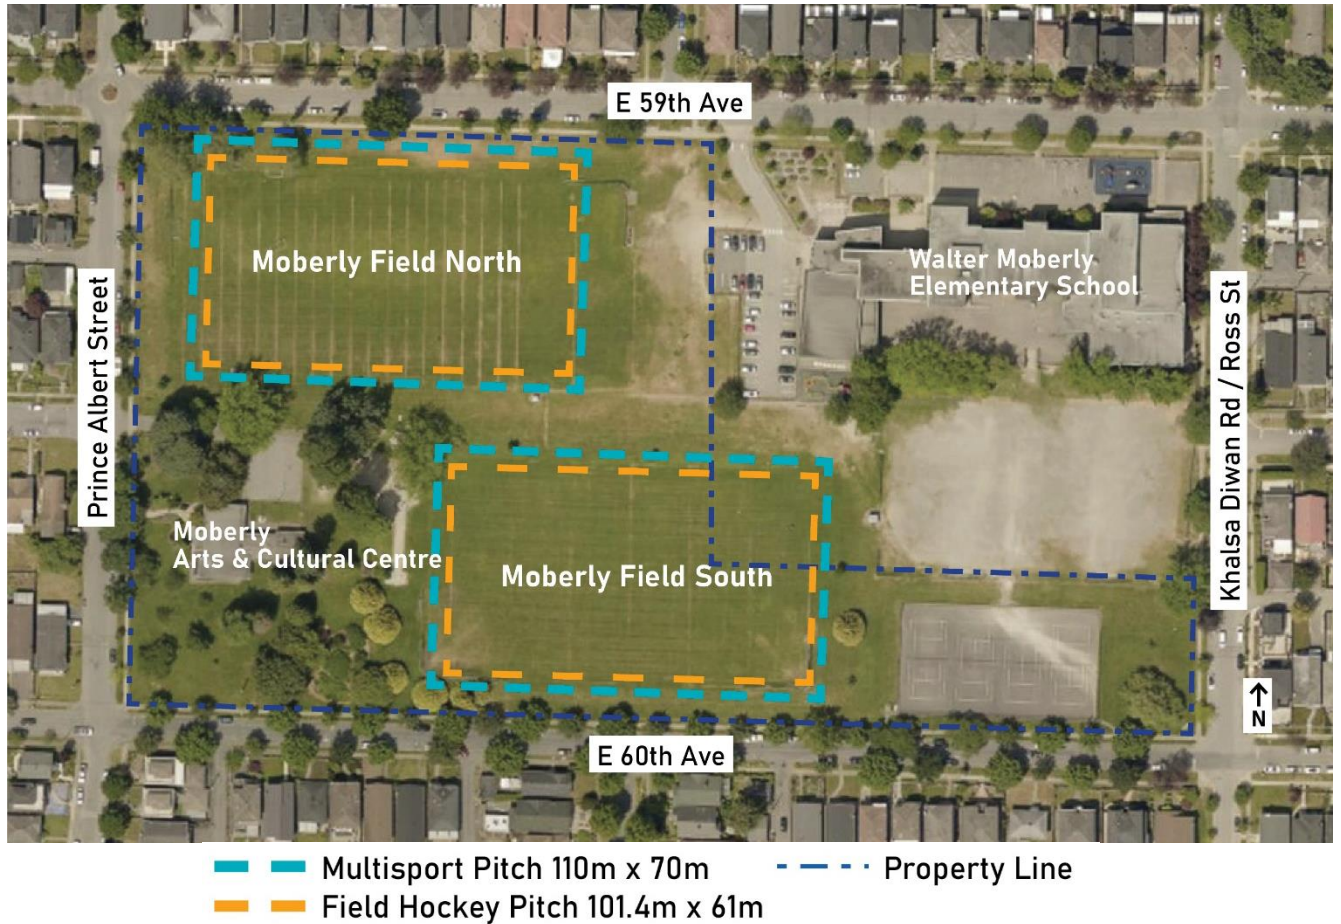 E 59th Ave
Moberly Field North
Walter Moberly
Elementary School
Prince Albert Street
Khalsa Diwan Rd / Ross St
Moberly
Arts & Cultural Centre
Moberly Field South
N
E 60th Ave
Multisport Pitch 110m x 70m
Property Line
Field Hockey Pitch 101.4m x 61m